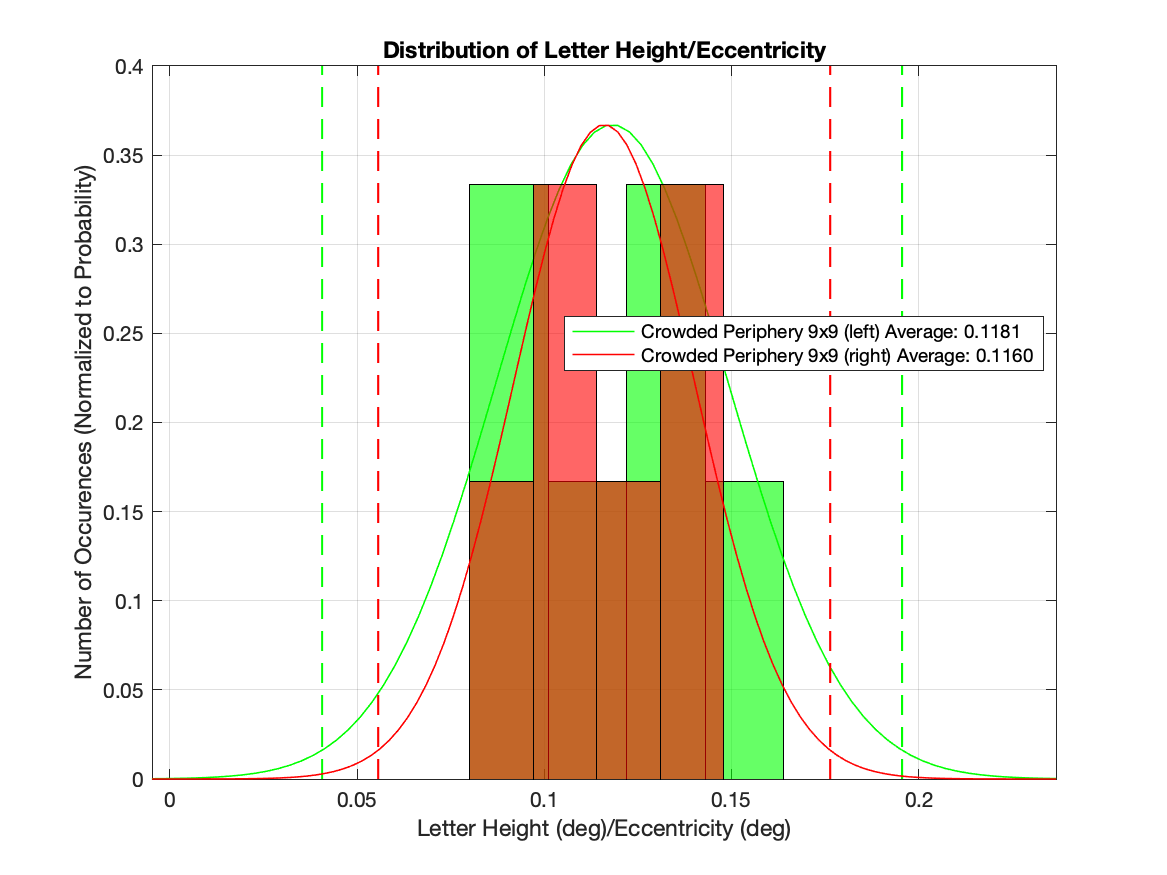 Distribution of Letter Height/Eccentricity
Number of Occurences (Normalized to Probability)
0.4
0.35
0.3
0.25
0.2
0.15
0.1
0.05
0
Crowded Periphery 9x9 (left) Average: 0.1181
Crowded Periphery 9x9 (right) Average: 0.1160
0 0.05 0.1 0.15 0.2
Letter Height (deg)/Eccentricity (deg)